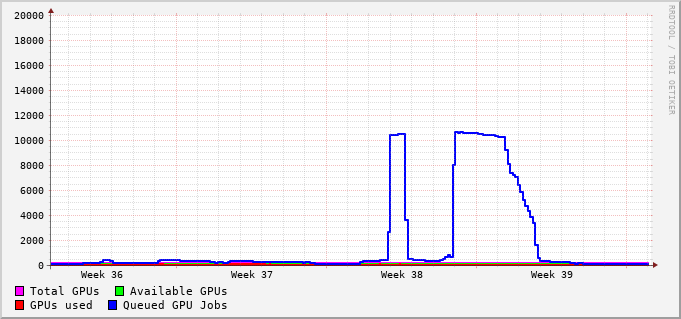 20000
18000
16000
14000
12000
10000
8000
6000
4000
2000
0
Week 36 Week 37 Week 38 Week 39
Total GPUs Available GPUs
GPUs used Queued GPU Jobs
RRDTOOL / TOBI OETIKER